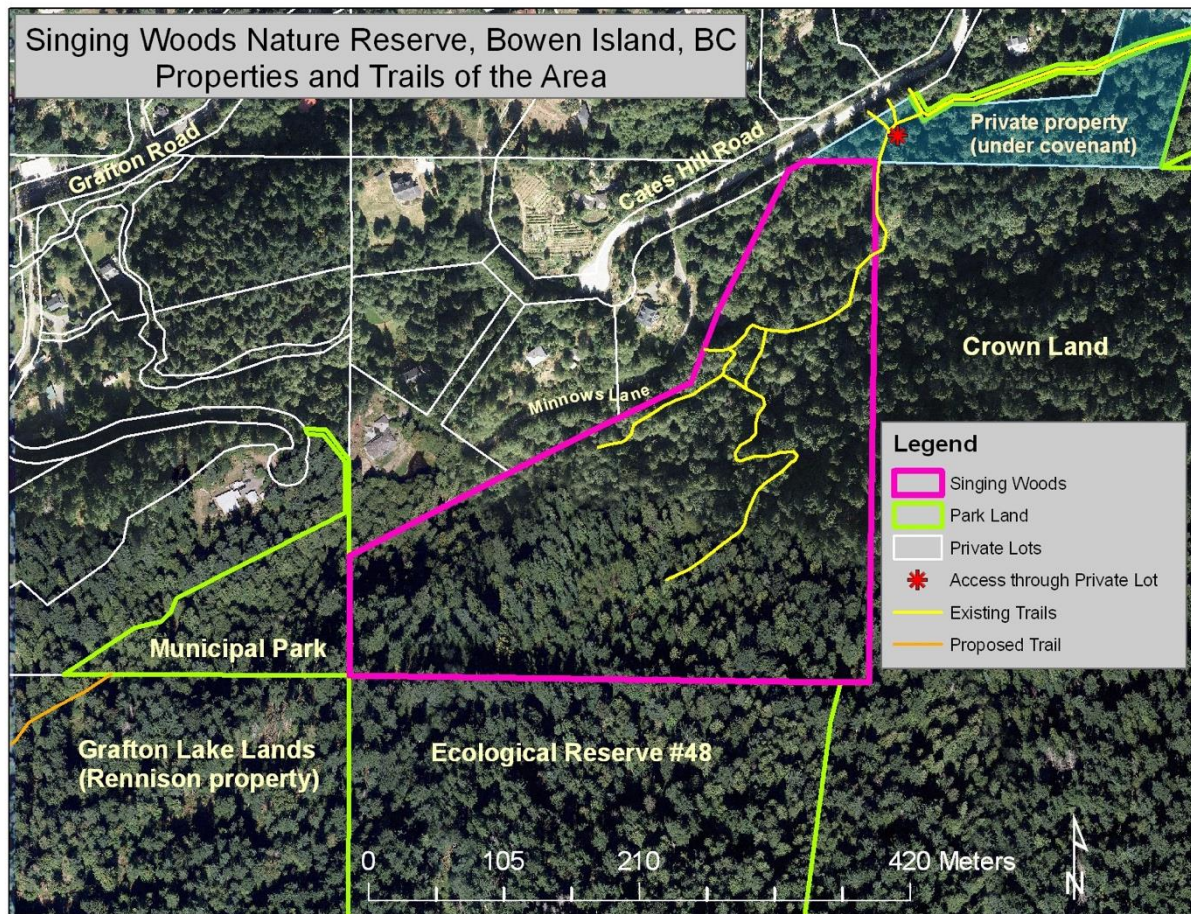 Singing Woods Nature Reserve, Bowen Island, BC
Properties and Trails of the Area
Grafton Road
Cates Hill Road
Private property
(under covenant)
Crown Land
Minnows Lane
Legend
Singing Woods
Park Land
Private Lots
Access through Private Lot
Existing Trails
Proposed Trail
Municipal Park
Grafton Lake Lands
(Rennison property)
Ecological Reserve #48
0 105 210 420 Meters
N